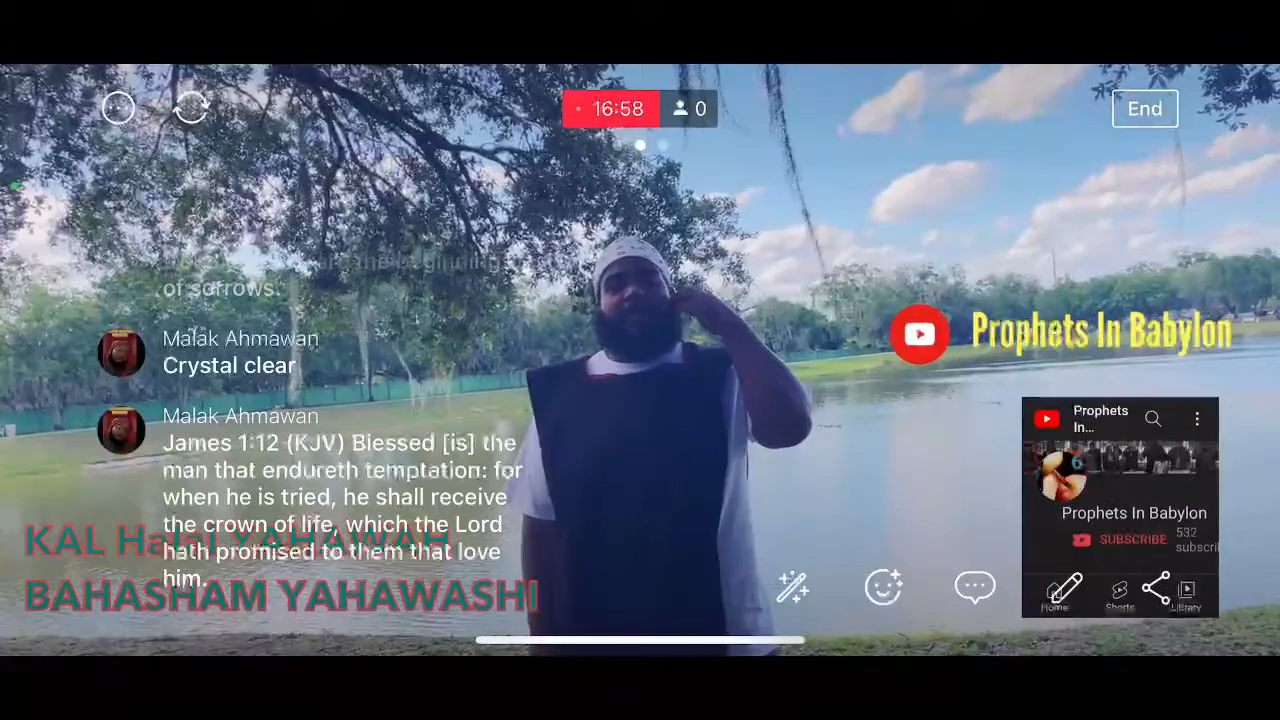 16:58
0
End
of sorrows.
Malak Ahmawan
Crystal clear
Malak Ahmawan
James 1:12 (KJV) Blessed [is] the
man that endureth temptation: for
when he is tried, he shall receive
the crown of life, which the Lord
hath promised to them that love
him.
KAL Halal YAHAWAH
BAHASHAM YAHAWASHI
Prophets In Babylon
Prophets
In...
Prophets In Babylon
SUBSCRIBE
532
subscri
Home
Shorts
Library